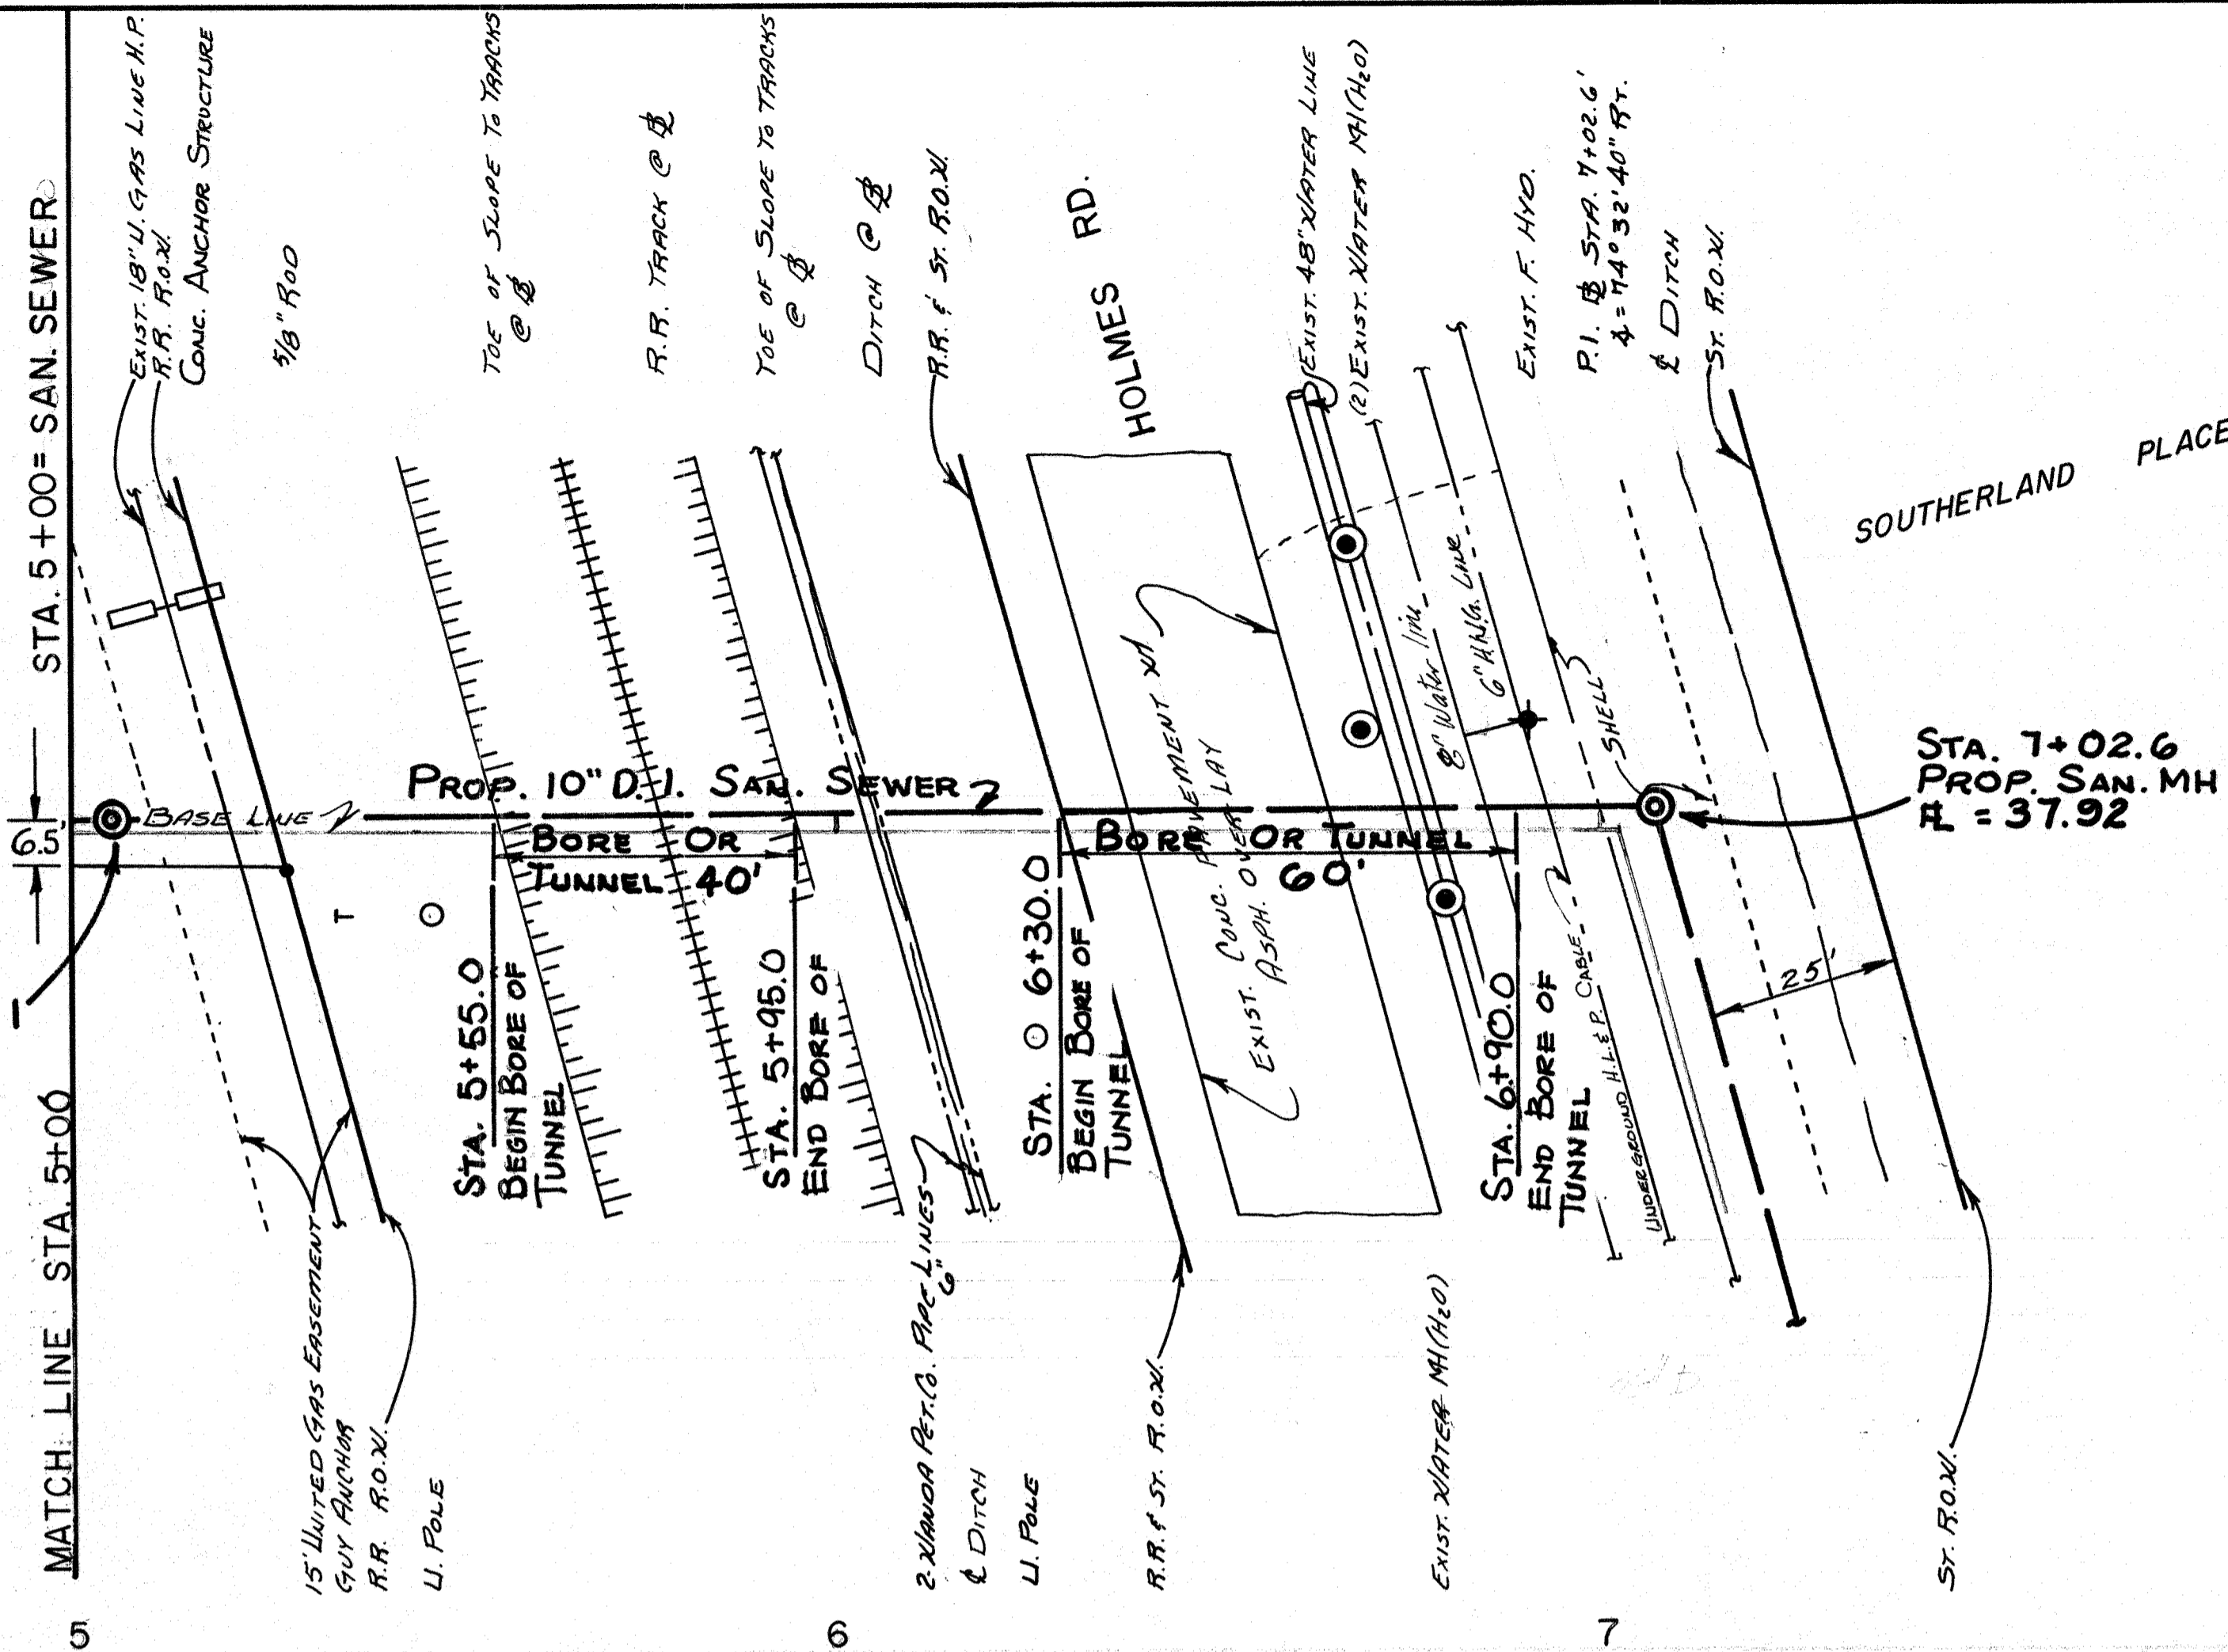 MATCH LINE STA. 5+00
STA. 5+00 = SAN. SEWER
EXIST. 18" U. GAS LINE H.P.
R.R. R.O.W.
CONC. ANCHOR STRUCTURE
5/8" ROD
TOE OF SLOPE TO TRACKS
@ B̶L
R.R. TRACK @ BL
TOE OF SLOPE TO TRACKS
@ BL
DITCH @ BL
R.R. & ST. R.O.W.
HOLMES RD.
EXIST. 48" WATER LINE
(2) EXIST. WATER MH (H₂O)
EXIST. F. HYD.
P.I. BL STA. 7+02.6'
∆ = 74° 32' 40" RT.
℄ DITCH
ST. R.O.W.
SOUTHERLAND PLACE
6.5'
BASE LINE
PROP. 10" D.I. SAN. SEWER
BORE OR
TUNNEL 40'
BORE OR TUNNEL
60'
8" Water line
6" H.N.G. Line
SHELL
STA. 7+02.6
PROP. SAN. MH
FL = 37.92
T
STA. 5+55.0
BEGIN BORE OF
TUNNEL
STA. 5+95.0
END BORE OF
STA. 6+30.0
BEGIN BORE OF
TUNNEL
EXIST. CONC. PAVEMENT W/
ASPH. OVER LAY
STA. 6+90.0
END BORE OF
TUNNEL
UNDERGROUND H.L.&P. CABLE
25'
15' UNITED GAS EASEMENT
GUY ANCHOR
R.R. R.O.W.
U. POLE
2-WANDA PET. CO. PIPE LINES
6"
℄ DITCH
U. POLE
R.R. & ST. R.O.W.
EXIST. WATER MH (H₂O)
ST. R.O.W.
5
6
7